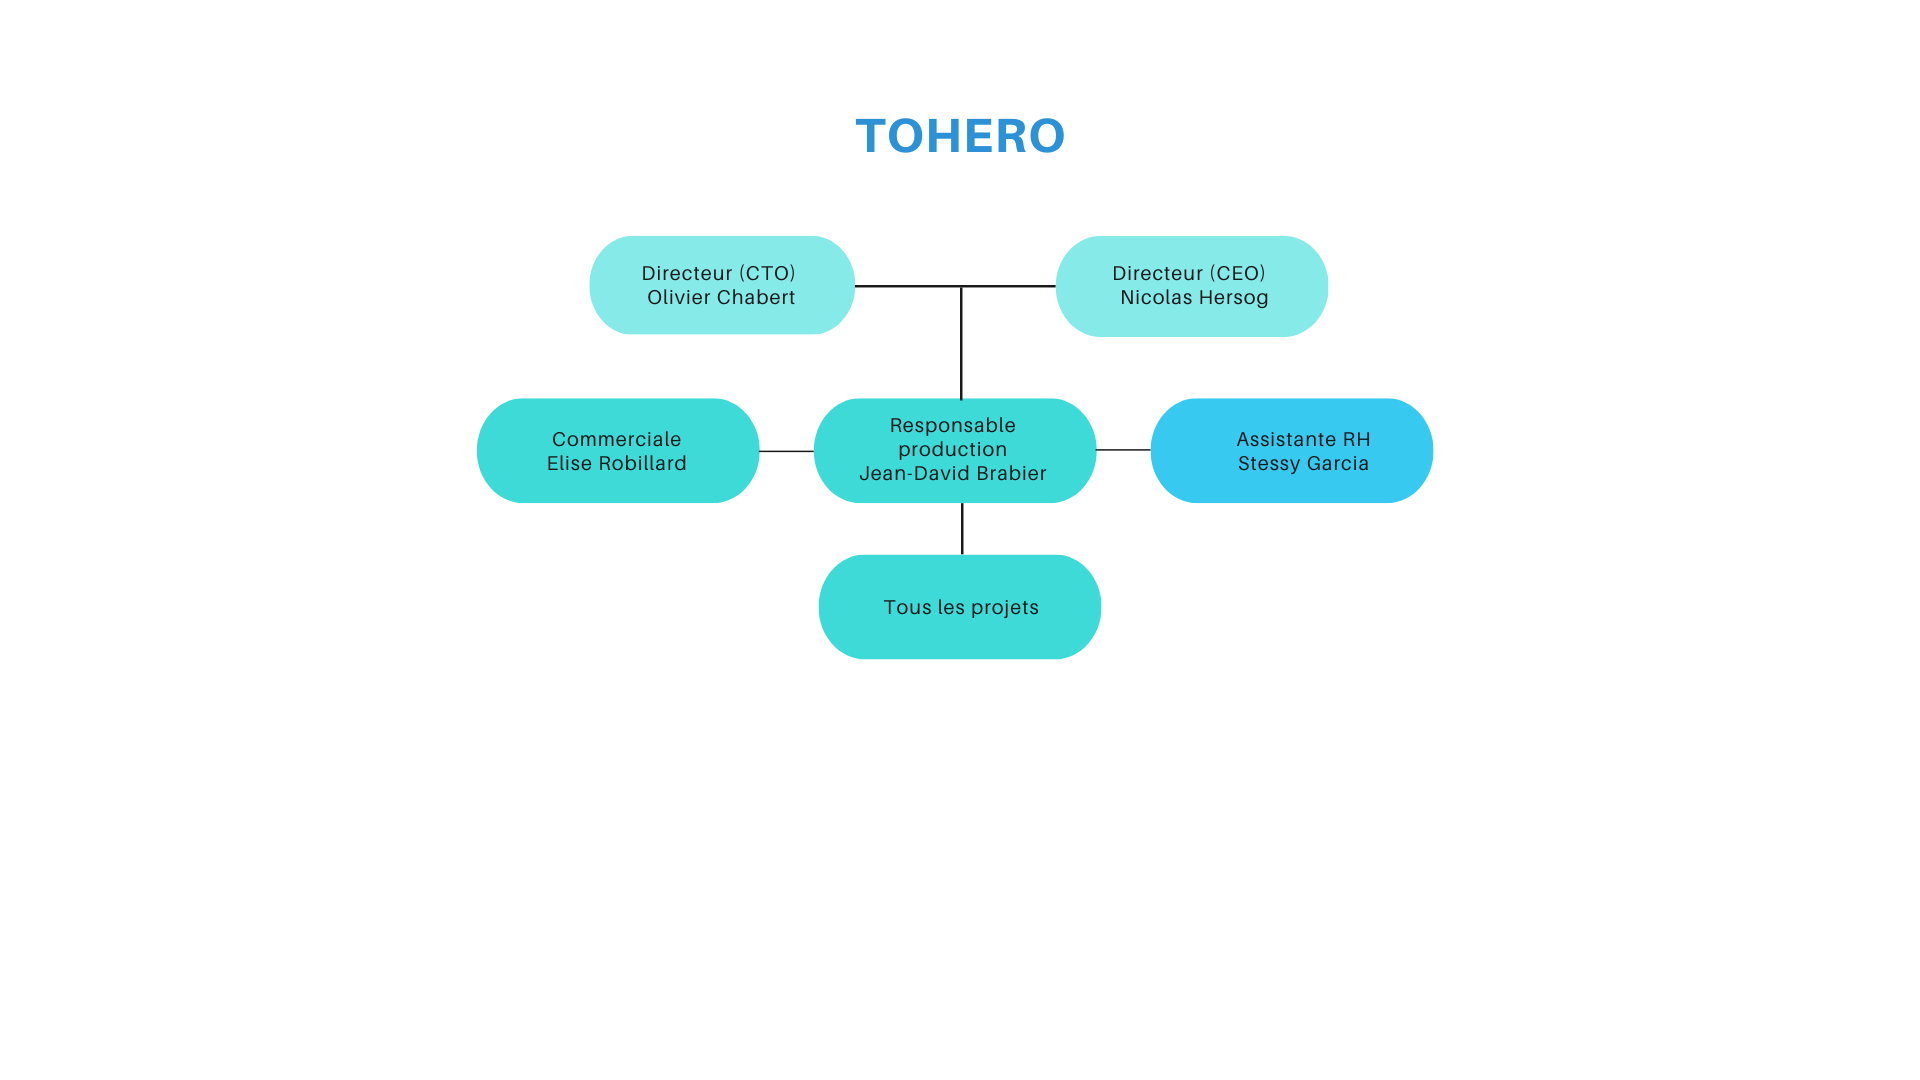 TOHERO
Directeur (CTO)
Olivier Chabert
Directeur (CEO)
Nicolas Hersog
Commerciale
Elise Robillard
Responsable
production
Jean-David Brabier
Assistante RH
Stessy Garcia
Tous les projets